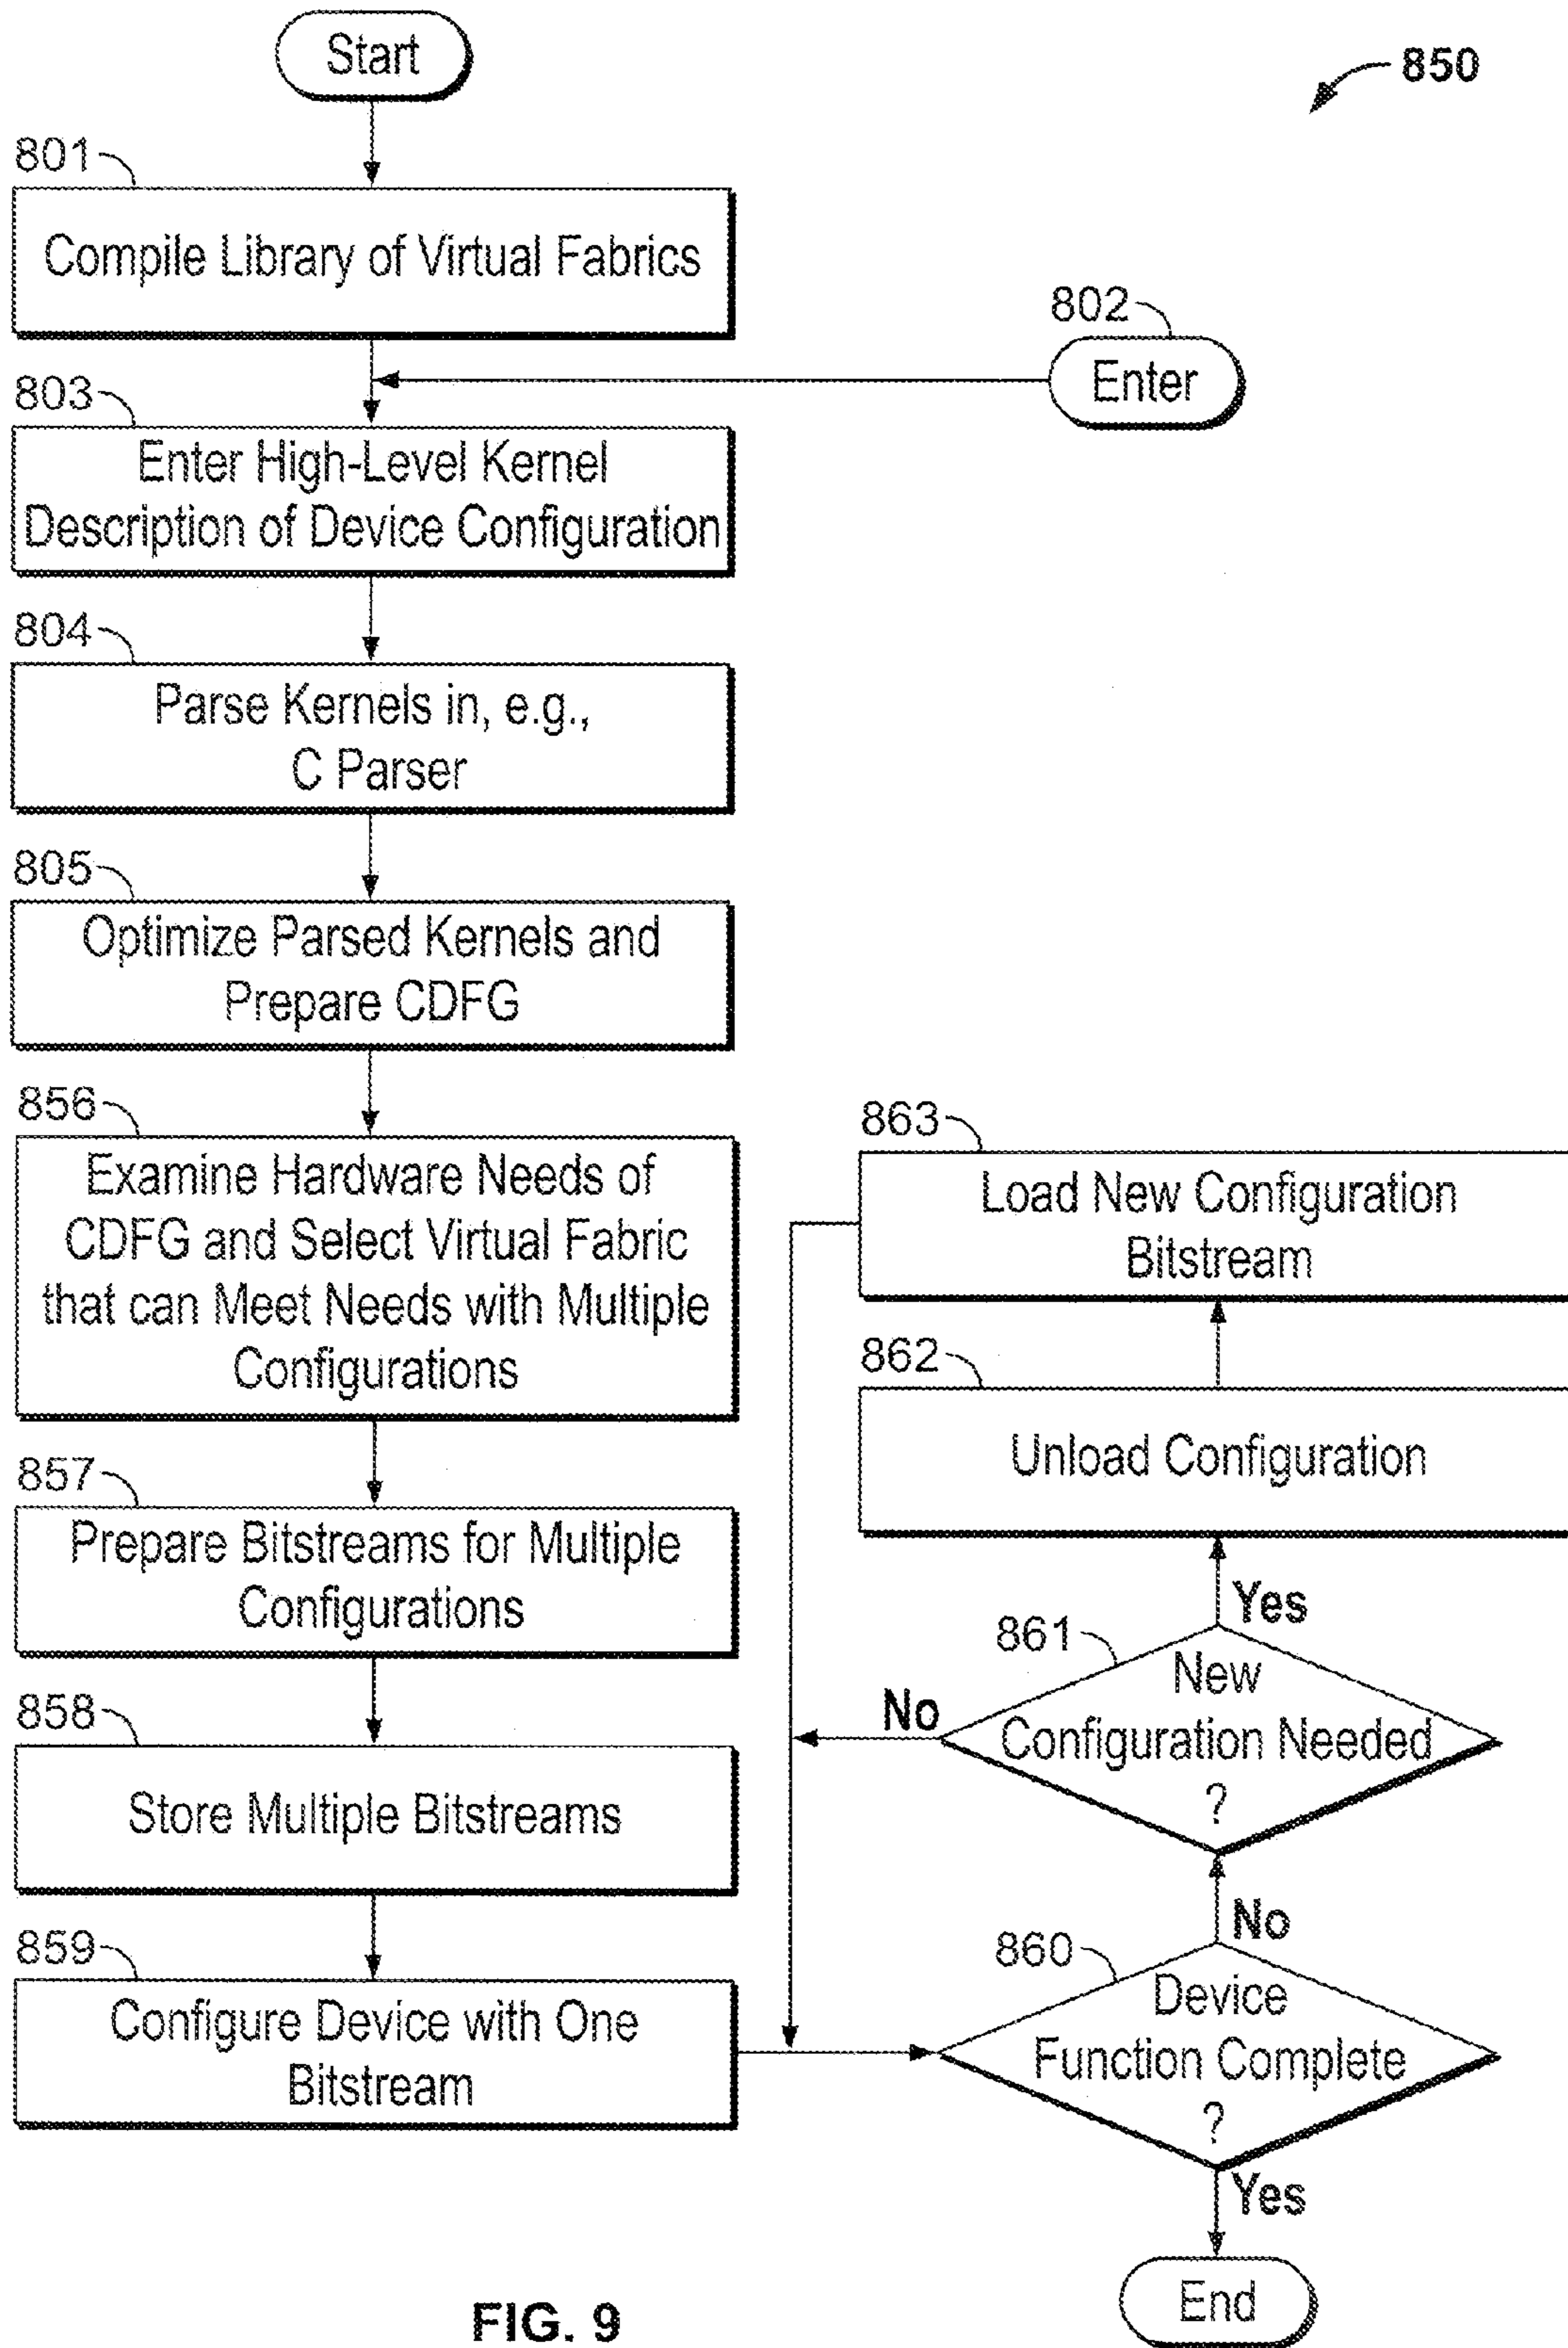 Start
850
801
Compile Library of Virtual Fabrics
802
Enter
803
Enter High-Level Kernel
Description of Device Configuration
804
Parse Kernels in, e.g.,
C Parser
805
Optimize Parsed Kernels and
Prepare CDFG
856
Examine Hardware Needs of
CDFG and Select Virtual Fabric
that can Meet Needs with Multiple
Configurations
857
Prepare Bitstreams for Multiple
Configurations
858
Store Multiple Bitstreams
859
Configure Device with One
Bitstream
863
Load New Configuration
Bitstream
862
Unload Configuration
Yes
861
New
Configuration Needed
?
No
No
860
Device
Function Complete
?
Yes
End
FIG. 9